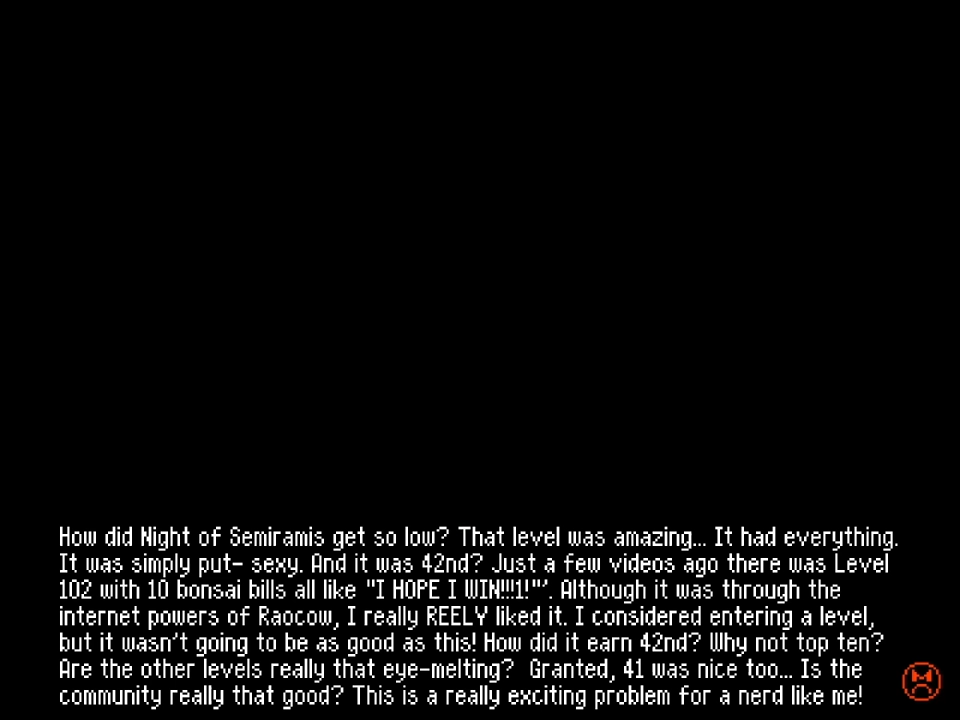 How did Night of Semiramis get so low? That level was amazing... It had everything.
It was simply put- sexy. And it was 42nd? Just a few videos ago there was Level
102 with 10 bonsai bills all like "I HOPE I WIN!!!1!"'. Although it was through the
internet powers of Raocow, I really REELY liked it. I considered entering a level,
but it wasn't going to be as good as this! How did it earn 42nd? Why not top ten?
Are the other levels really that eye-melting?  Granted, 41 was nice too... Is the
community really that good? This is a really exciting problem for a nerd like me!